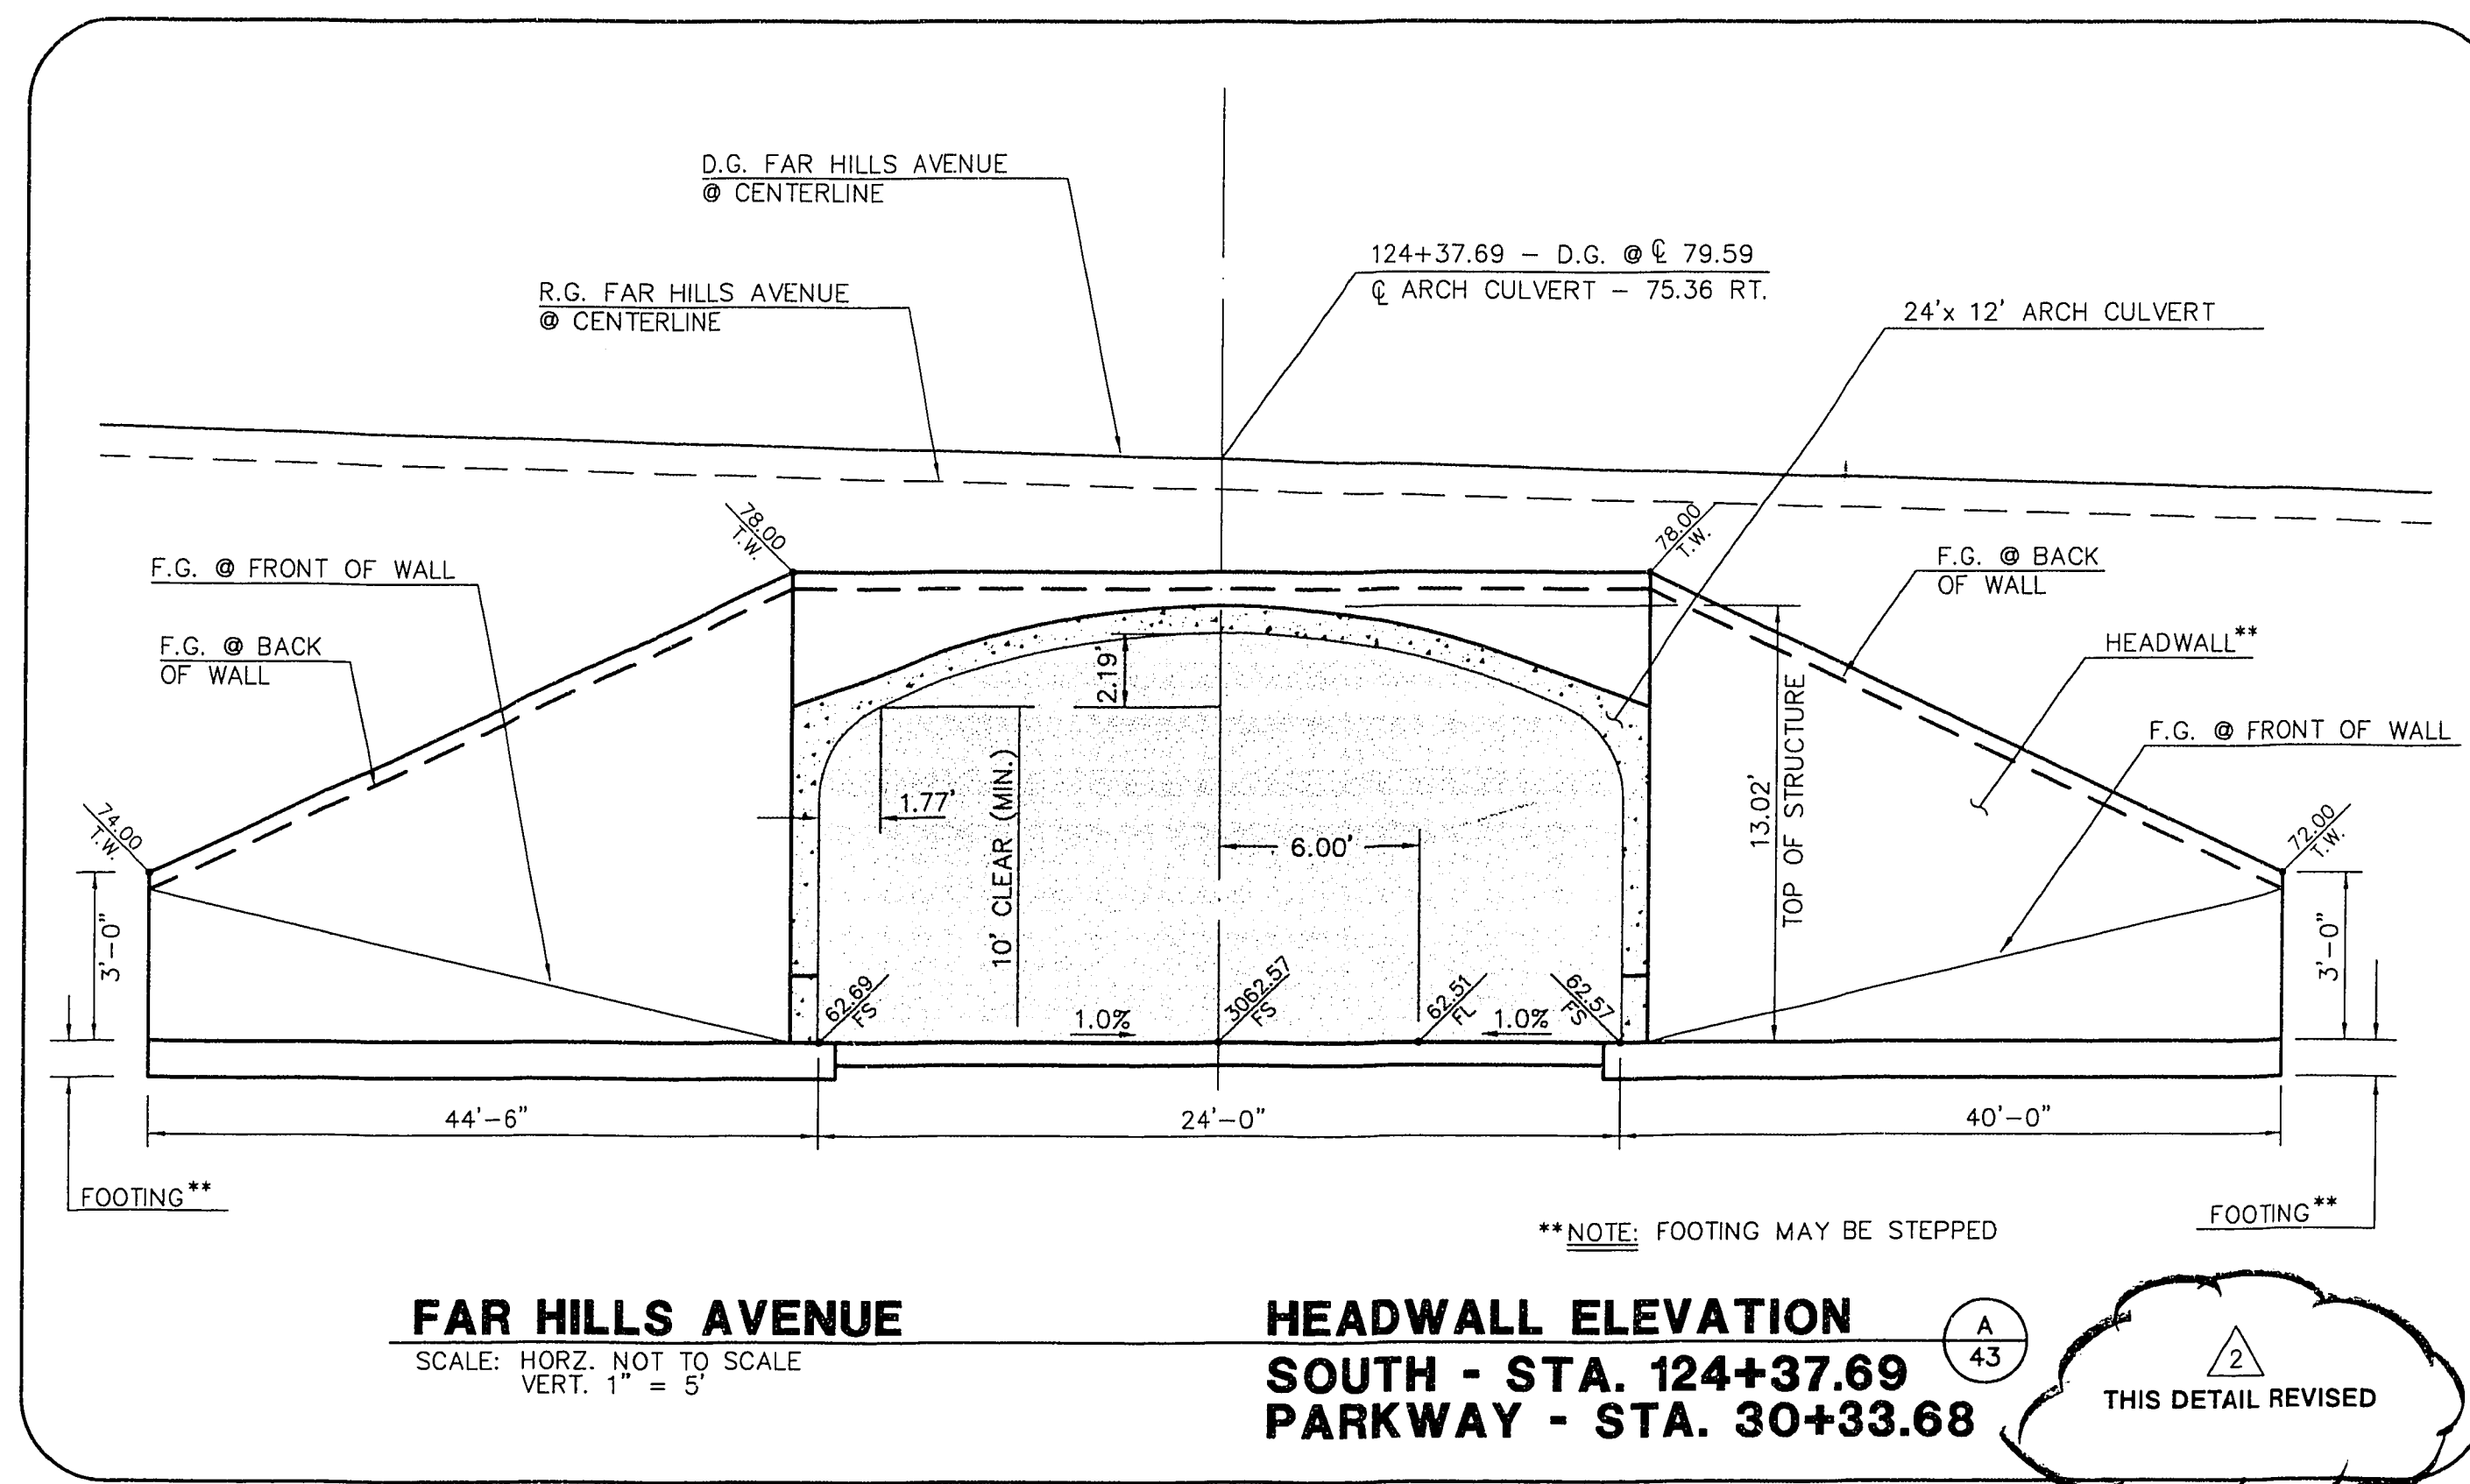 D.G. FAR HILLS AVENUE
@ CENTERLINE
124+37.69 – D.G. @ ℄ 79.59
℄ ARCH CULVERT – 75.36 RT.
R.G. FAR HILLS AVENUE
@ CENTERLINE
24'x 12' ARCH CULVERT
78.00
T.W.
78.00
T.W.
F.G. @ FRONT OF WALL
F.G. @ BACK
OF WALL
F.G. @ BACK
OF WALL
HEADWALL**
F.G. @ FRONT OF WALL
2.19'
10' CLEAR (MIN.)
1.77'
6.00'
13.02'
TOP OF STRUCTURE
74.00
T.W.
72.00
T.W.
3'–0"
3'–0"
62.69
FS
3062.57
FS
62.51
FL
62.57
FS
1.0%
1.0%
44'–6"
24'–0"
40'–0"
FOOTING**
FOOTING**
**NOTE: FOOTING MAY BE STEPPED
FAR HILLS AVENUE
SCALE: HORZ. NOT TO SCALE
VERT. 1" = 5'
HEADWALL ELEVATION
A
43
SOUTH - STA. 124+37.69
PARKWAY - STA. 30+33.68
2
THIS DETAIL REVISED